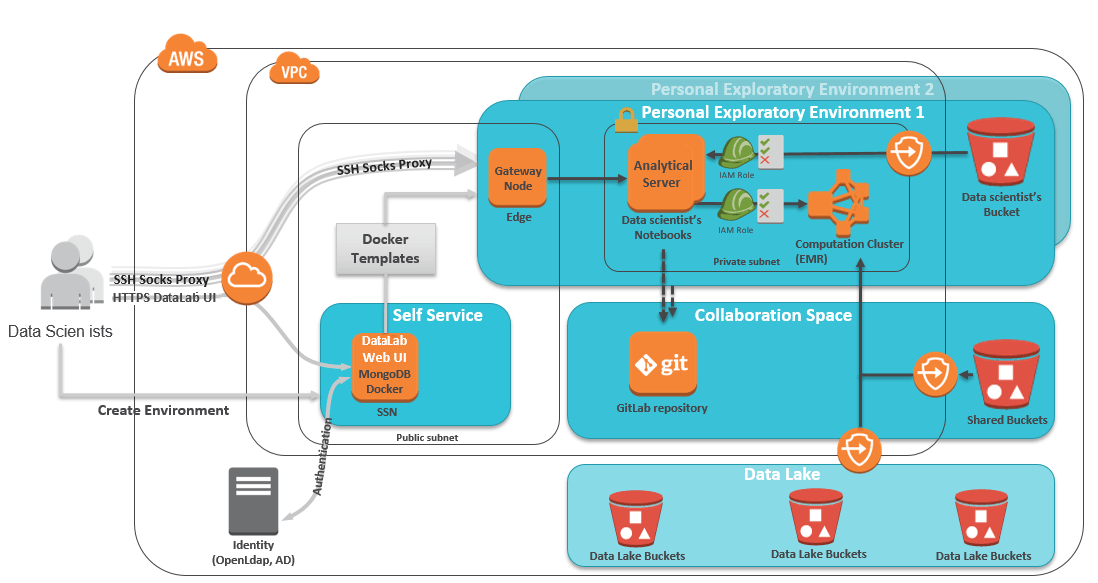 AWS
VPC
Personal Exploratory Environment 2
Personal Exploratory Environment 1
SSH Socks Proxy
Gateway
Node
Edge
Analytical
Server
Data scientist's
Notebooks
IAM Role
IAM Role
Computation Cluster
(EMR)
Private subnet
Data scientist's
Bucket
Docker
Templates
SSH Socks Proxy
HTTPS DataLab UI
Data Scien ists
Create Environment
Self Service
DataLab
Web UI
MongoDB
Docker
SSN
Public subnet
Authentication
Identity
(OpenLdap, AD)
Collaboration Space
git
GitLab repository
Shared Buckets
Data Lake
Data Lake Buckets
Data Lake Buckets
Data Lake Buckets